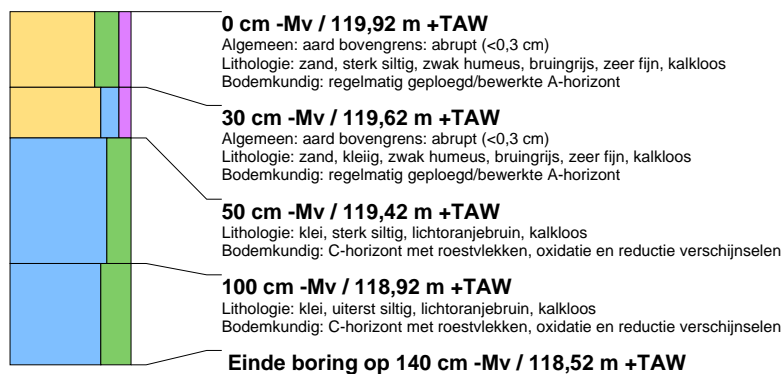 0 cm -Mv / 119,92 m +TAW
Algemeen: aard bovengrens: abrupt (<0,3 cm)
Lithologie: zand, sterk siltig, zwak humeus, bruingrijs, zeer fijn, kalkloos
Bodemkundig: regelmatig geploegd/bewerkte A-horizont
30 cm -Mv / 119,62 m +TAW
Algemeen: aard bovengrens: abrupt (<0,3 cm)
Lithologie: zand, kleiig, zwak humeus, bruingrijs, zeer fijn, kalkloos
Bodemkundig: regelmatig geploegd/bewerkte A-horizont
50 cm -Mv / 119,42 m +TAW
Lithologie: klei, sterk siltig, lichtoranjebruin, kalkloos
Bodemkundig: C-horizont met roestvlekken, oxidatie en reductie verschijnselen
100 cm -Mv / 118,92 m +TAW
Lithologie: klei, uiterst siltig, lichtoranjebruin, kalkloos
Bodemkundig: C-horizont met roestvlekken, oxidatie en reductie verschijnselen
Einde boring op 140 cm -Mv / 118,52 m +TAW